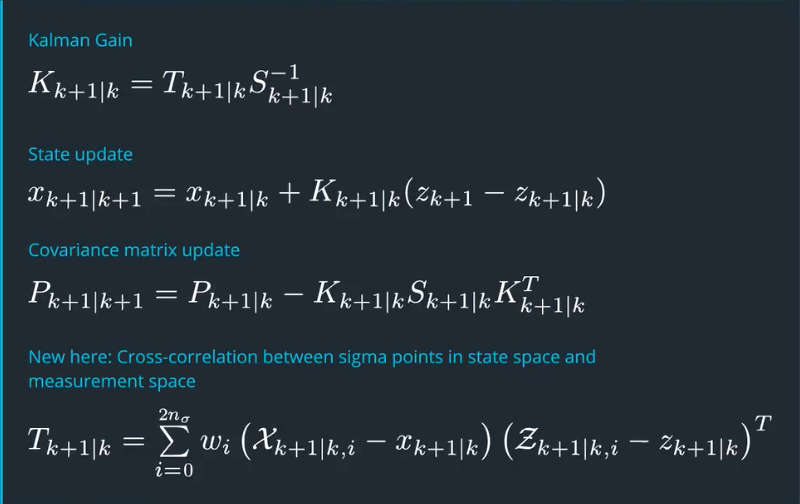 Kalman Gain
$K_{k+1|k} = T_{k+1|k} S_{k+1|k}^{-1}$
State update
$x_{k+1|k+1} = x_{k+1|k} + K_{k+1|k}(z_{k+1} - z_{k+1|k})$
Covariance matrix update
$P_{k+1|k+1} = P_{k+1|k} - K_{k+1|k} S_{k+1|k} K_{k+1|k}^{T}$
New here: Cross-correlation between sigma points in state space and
measurement space
$T_{k+1|k} = \sum_{i=0}^{2n_\sigma} w_i \left( \mathcal{X}_{k+1|k,i} - x_{k+1|k} \right) \left( \mathcal{Z}_{k+1|k,i} - z_{k+1|k} \right)^T$